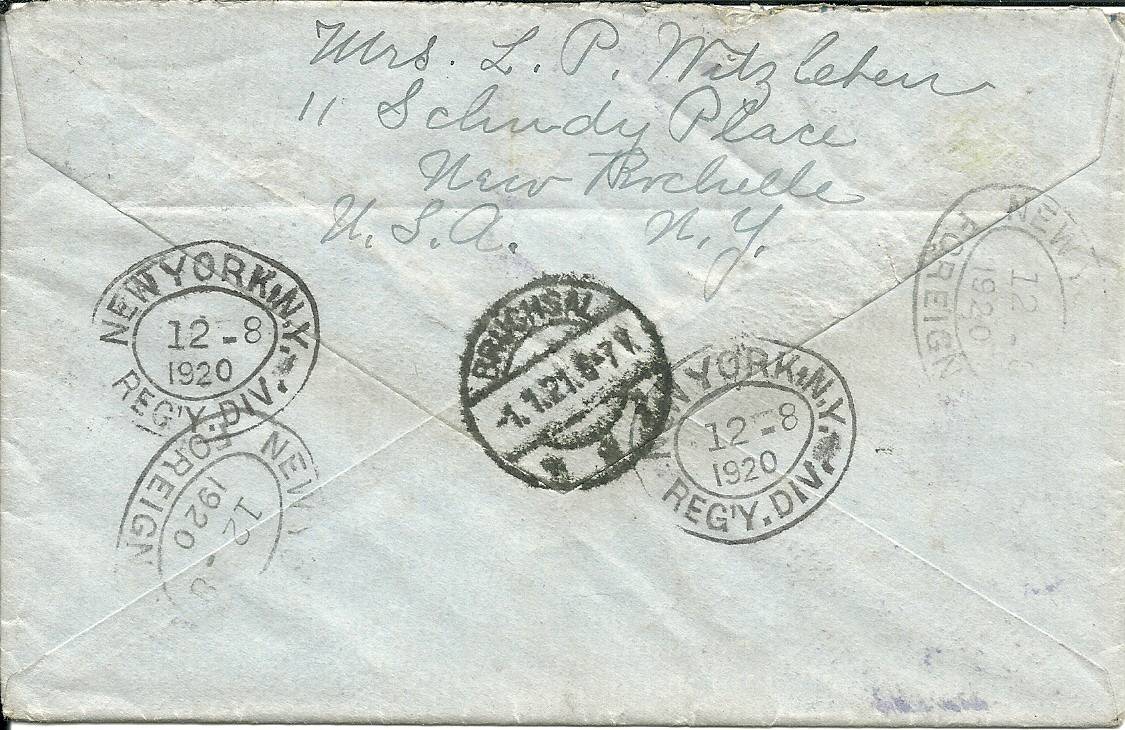 Mrs. L. P. Witzleben
11 Schudy Place
New Rochelle
U.S.A. N.Y.
NEW YORK, N.Y.
12-8
1920
REG'Y. DIV.
FOREIGN NEW
12-8
1920
BRUCHSAL
-1.1.21.6-7V.
NEW YORK, N.Y.
12-8
1920
REG'Y. DIV.
FOREIGN NEW
12-
1920